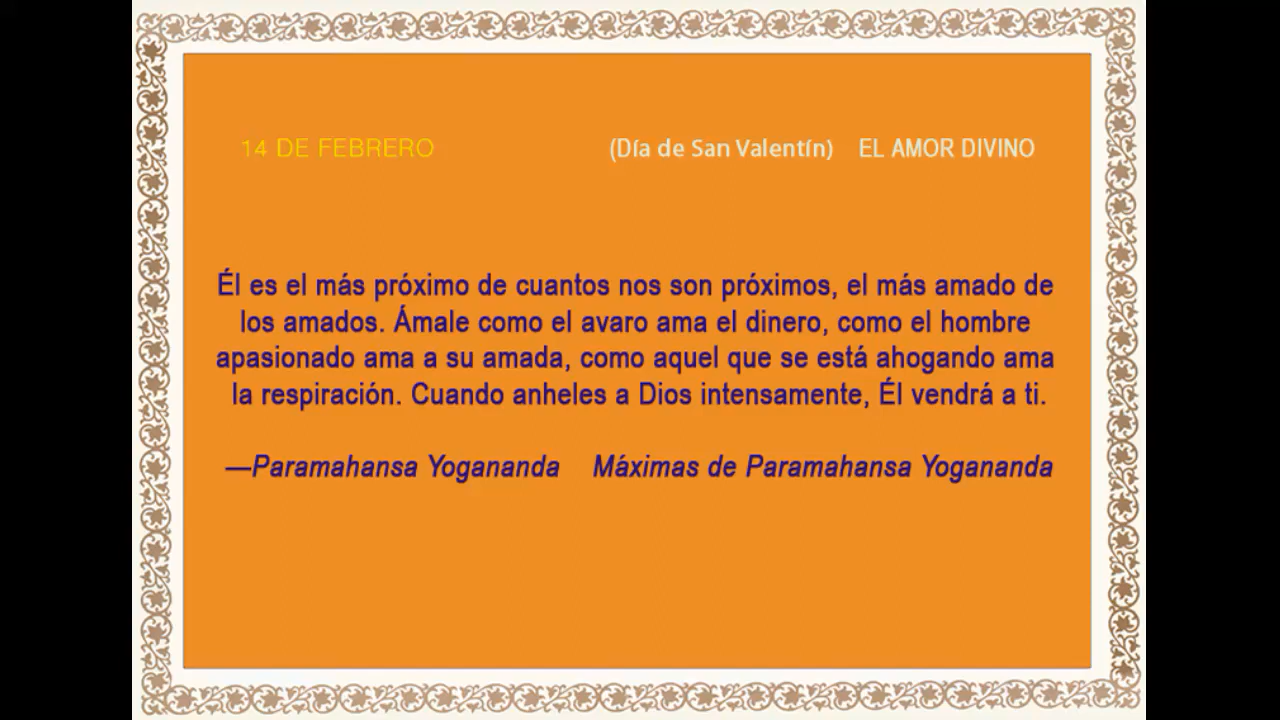 14 DE FEBRERO (Día de San Valentín) EL AMOR DIVINO
Él es el más próximo de cuantos nos son próximos, el más amado de
los amados. Ámale como el avaro ama el dinero, como el hombre
apasionado ama a su amada, como aquel que se está ahogando ama
la respiración. Cuando anheles a Dios intensamente, Él vendrá a ti.
—Paramahansa Yogananda Máximas de Paramahansa Yogananda